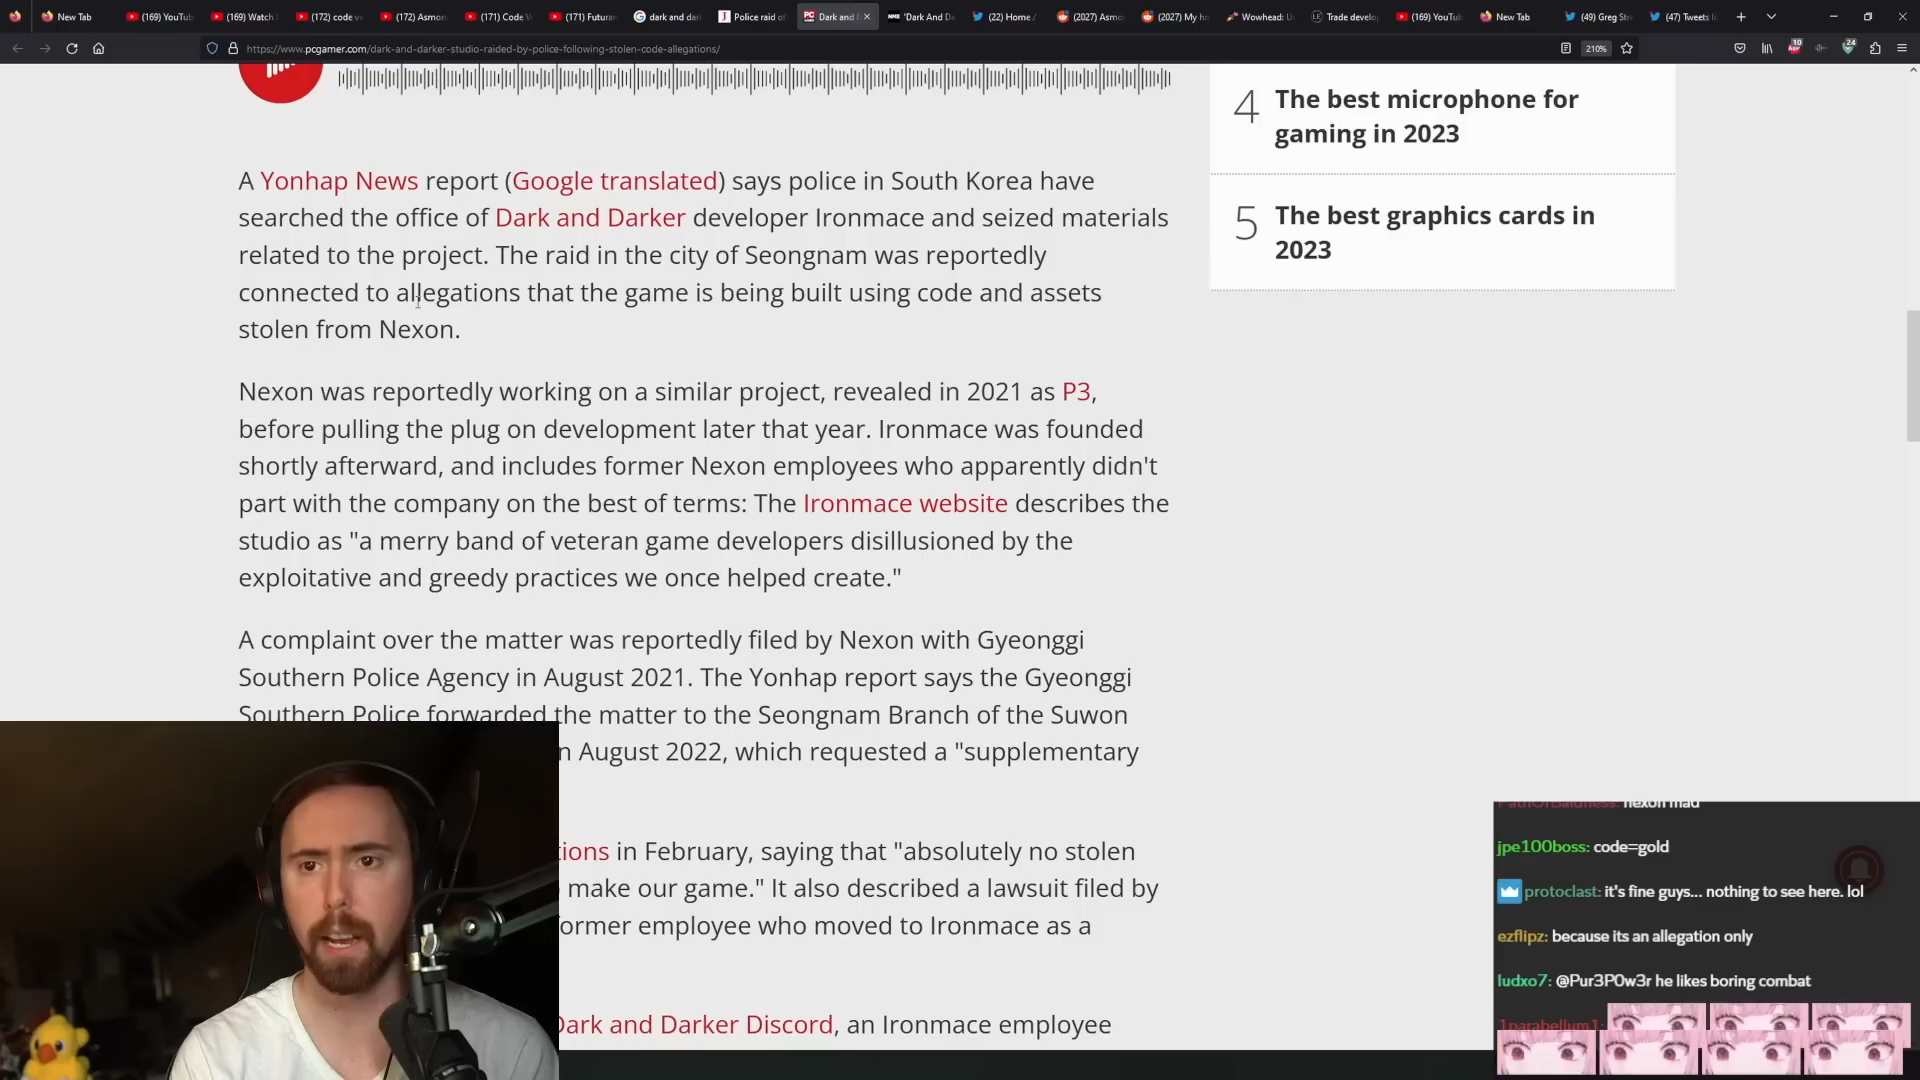 New Tab (169) YouTu (169) Watch (172) code v (172) Asmon (171) Code V (171) Futuram dark and dar Police raid of Dark and D 'Dark And Da (22) Home / (2027) Asmo (2027) My ho Wowhead: Trade develo (169) YouTu New Tab (49) Greg Str (47) Tweets li
https://www.pcgamer.com/dark-and-darker-studio-raided-by-police-following-stolen-code-allegations/ 210% 10 24
A Yonhap News report (Google translated) says police in South Korea have
searched the office of Dark and Darker developer Ironmace and seized materials
related to the project. The raid in the city of Seongnam was reportedly
connected to allegations that the game is being built using code and assets
stolen from Nexon.
Nexon was reportedly working on a similar project, revealed in 2021 as P3,
before pulling the plug on development later that year. Ironmace was founded
shortly afterward, and includes former Nexon employees who apparently didn't
part with the company on the best of terms: The Ironmace website describes the
studio as "a merry band of veteran game developers disillusioned by the
exploitative and greedy practices we once helped create."
A complaint over the matter was reportedly filed by Nexon with Gyeonggi
Southern Police Agency in August 2021. The Yonhap report says the Gyeonggi
Southern Police forwarded the matter to the Seongnam Branch of the Suwon
n August 2022, which requested a "supplementary
tions in February, saying that "absolutely no stolen
make our game." It also described a lawsuit filed by
ormer employee who moved to Ironmace as a
Dark and Darker Discord, an Ironmace employee
4 The best microphone for
gaming in 2023
5 The best graphics cards in
2023
PathOfBaldness: nexon mad
jpe100boss: code=gold
protoclast: it's fine guys... nothing to see here. lol
ezflipz: because its an allegation only
ludxo7: @Pur3P0w3r he likes boring combat
1parabellum1: